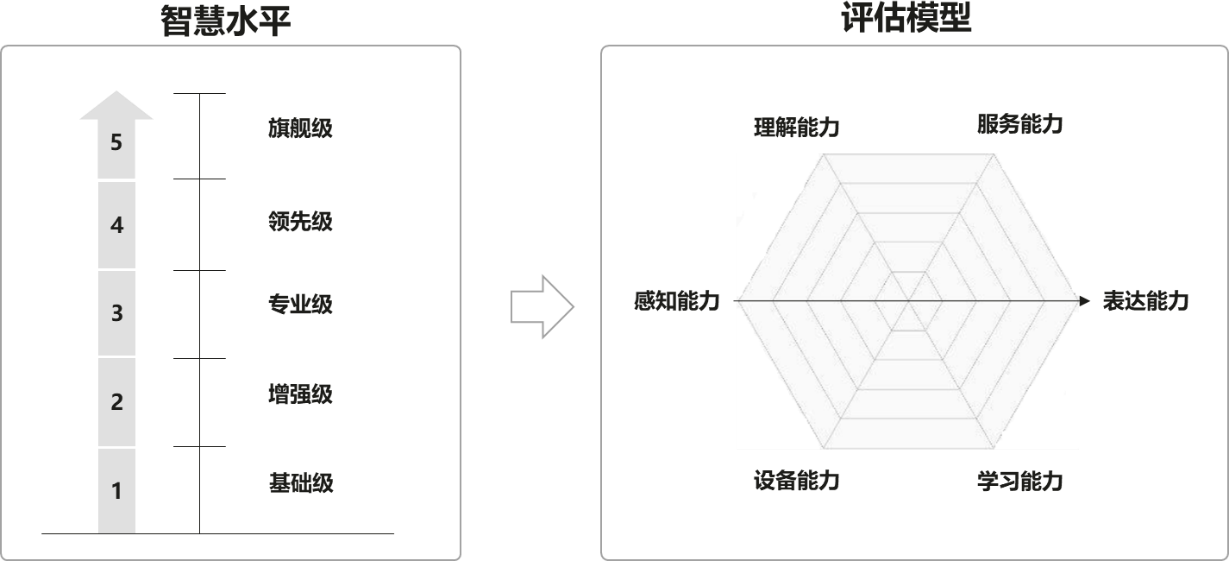 智慧水平
5
旗舰级
4
领先级
3
专业级
2
增强级
1
基础级
评估模型
理解能力
服务能力
感知能力
表达能力
设备能力
学习能力